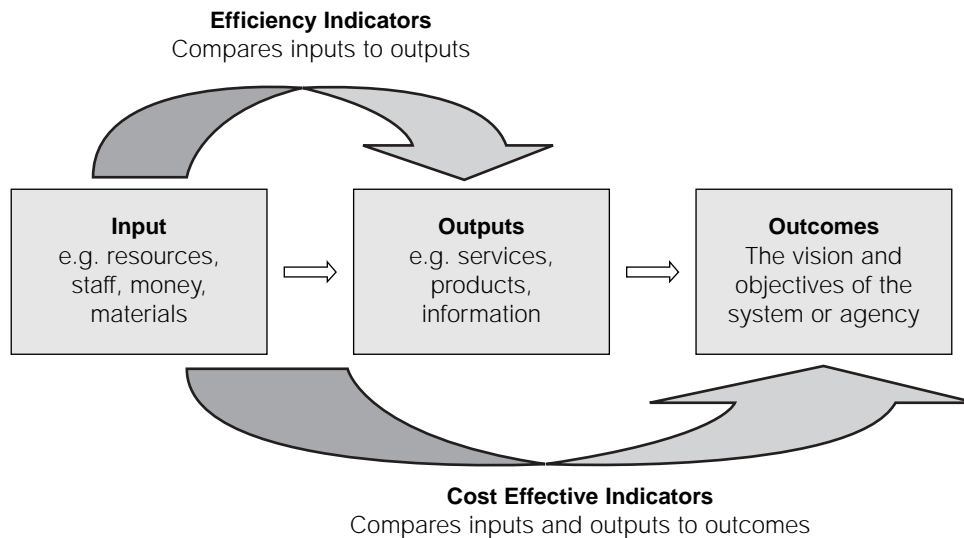 Efficiency Indicators
Compares inputs to outputs
Input
e.g. resources,
staff, money,
materials
Outputs
e.g. services,
products,
information
Outcomes
The vision and
objectives of the
system or agency
Cost Effective Indicators
Compares inputs and outputs to outcomes